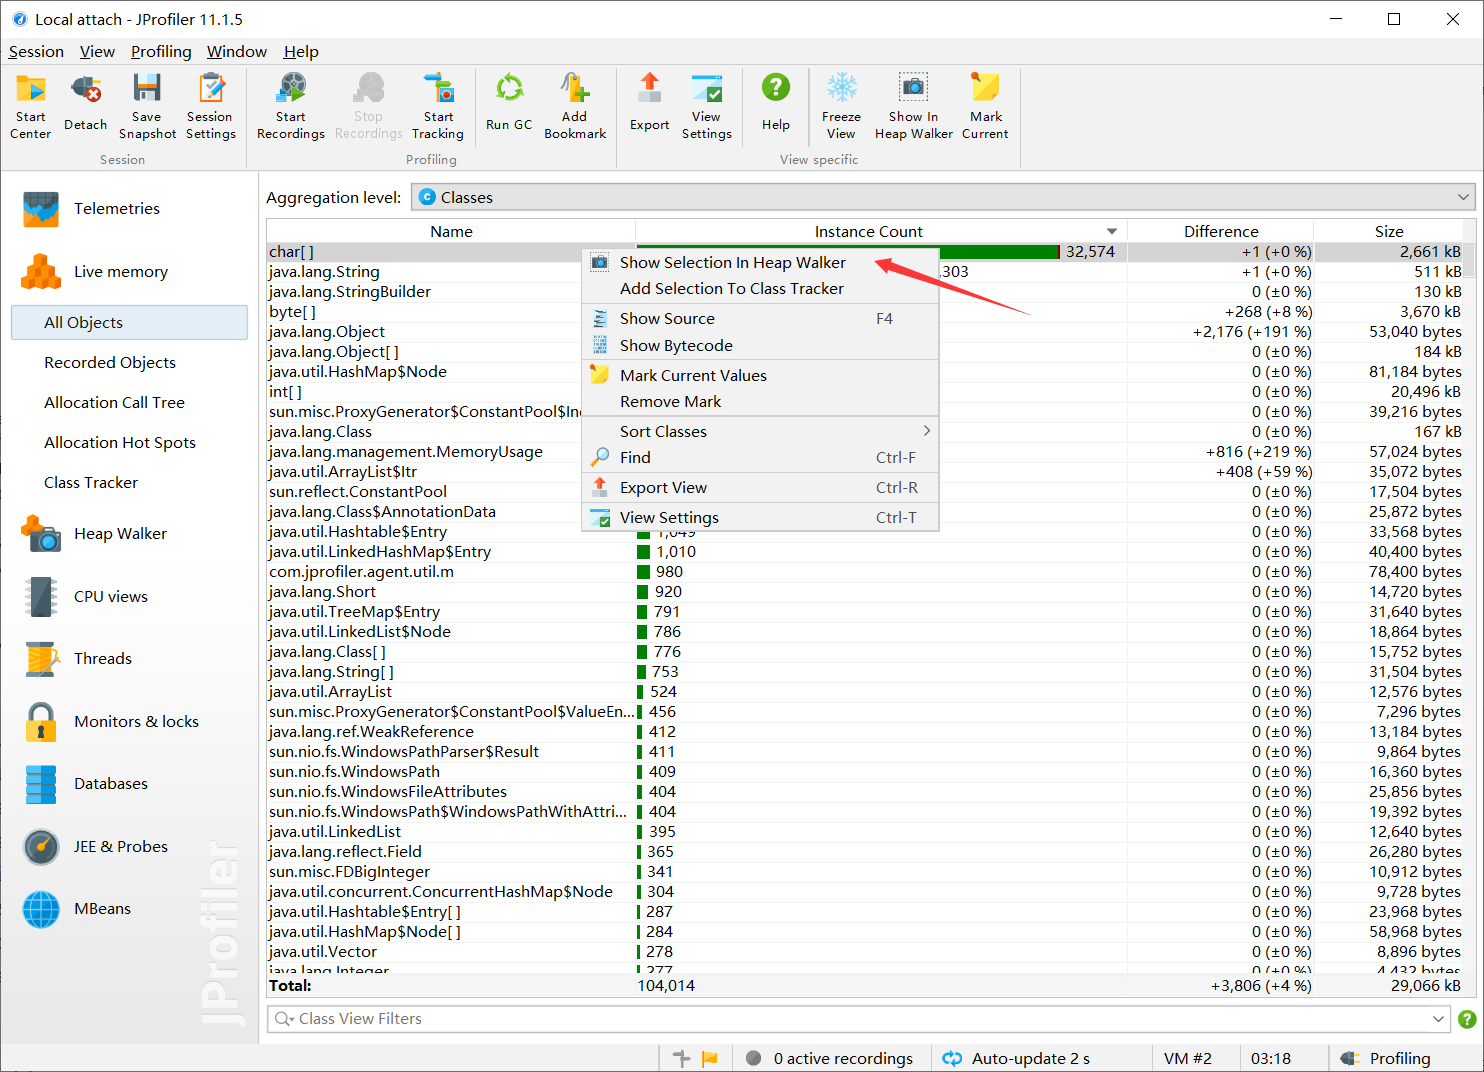 Local attach - JProfiler 11.1.5
Session View Profiling Window Help
Start Center
Detach
Save Snapshot
Session Settings
Start Recordings
Stop Recordings
Start Tracking
Run GC
Add Bookmark
Export
View Settings
Help
Freeze View
Show In Heap Walker
Mark Current
Session
Profiling
View specific
Telemetries
Live memory
All Objects
Recorded Objects
Allocation Call Tree
Allocation Hot Spots
Class Tracker
Heap Walker
CPU views
Threads
Monitors & locks
Databases
JEE & Probes
MBeans
JProfiler
Aggregation level: Classes
Name Instance Count Difference Size
char[ ] 32,574 +1 (+0 %) 2,661 kB
java.lang.String ,303 +1 (+0 %) 511 kB
java.lang.StringBuilder 0 (±0 %) 130 kB
byte[ ] +268 (+8 %) 3,670 kB
java.lang.Object +2,176 (+191 %) 53,040 bytes
java.lang.Object[ ] 0 (±0 %) 184 kB
java.util.HashMap$Node 0 (±0 %) 81,184 bytes
int[ ] 0 (±0 %) 20,496 kB
sun.misc.ProxyGenerator$ConstantPool$In 0 (±0 %) 39,216 bytes
java.lang.Class 0 (±0 %) 167 kB
java.lang.management.MemoryUsage +816 (+219 %) 57,024 bytes
java.util.ArrayList$Itr +408 (+59 %) 35,072 bytes
sun.reflect.ConstantPool 0 (±0 %) 17,504 bytes
java.lang.Class$AnnotationData 0 (±0 %) 25,872 bytes
java.util.Hashtable$Entry 1,049 0 (±0 %) 33,568 bytes
java.util.LinkedHashMap$Entry 1,010 0 (±0 %) 40,400 bytes
com.jprofiler.agent.util.m 980 0 (±0 %) 78,400 bytes
java.lang.Short 920 0 (±0 %) 14,720 bytes
java.util.TreeMap$Entry 791 0 (±0 %) 31,640 bytes
java.util.LinkedList$Node 786 0 (±0 %) 18,864 bytes
java.lang.Class[ ] 776 0 (±0 %) 15,752 bytes
java.lang.String[ ] 753 0 (±0 %) 31,504 bytes
java.util.ArrayList 524 0 (±0 %) 12,576 bytes
sun.misc.ProxyGenerator$ConstantPool$ValueEn... 456 0 (±0 %) 7,296 bytes
java.lang.ref.WeakReference 412 0 (±0 %) 13,184 bytes
sun.nio.fs.WindowsPathParser$Result 411 0 (±0 %) 9,864 bytes
sun.nio.fs.WindowsPath 409 0 (±0 %) 16,360 bytes
sun.nio.fs.WindowsFileAttributes 404 0 (±0 %) 25,856 bytes
sun.nio.fs.WindowsPath$WindowsPathWithAttri... 404 0 (±0 %) 19,392 bytes
java.util.LinkedList 395 0 (±0 %) 12,640 bytes
java.lang.reflect.Field 365 0 (±0 %) 26,280 bytes
sun.misc.FDBigInteger 341 0 (±0 %) 10,912 bytes
java.util.concurrent.ConcurrentHashMap$Node 304 0 (±0 %) 9,728 bytes
java.util.Hashtable$Entry[ ] 287 0 (±0 %) 23,968 bytes
java.util.HashMap$Node[ ] 284 0 (±0 %) 58,968 bytes
java.util.Vector 278 0 (±0 %) 8,896 bytes
java.lang.Integer 277 0 (±0 %) 4,432 bytes
Total: 104,014 +3,806 (+4 %) 29,066 kB
Show Selection In Heap Walker
Add Selection To Class Tracker
Show Source F4
Show Bytecode
Mark Current Values
Remove Mark
Sort Classes
Find Ctrl-F
Export View Ctrl-R
View Settings Ctrl-T
Class View Filters
0 active recordings Auto-update 2 s VM #2 03:18 Profiling